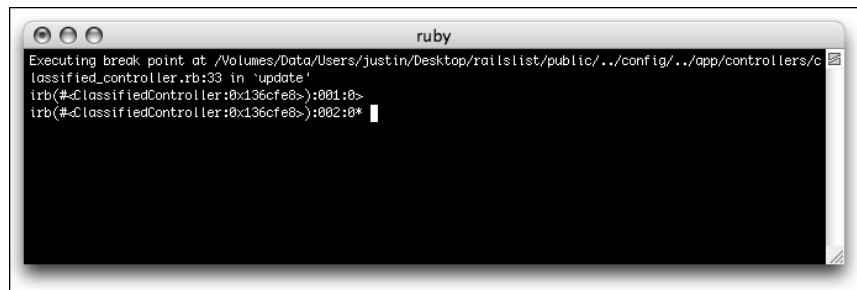 ruby
Executing break point at /Volumes/Data/Users/justin/Desktop/railslist/public/../config/../app/controllers/c
lassified_controller.rb:33 in `update'
irb(#<ClassifiedController:0x136cfe8>):001:0>
irb(#<ClassifiedController:0x136cfe8>):002:0*